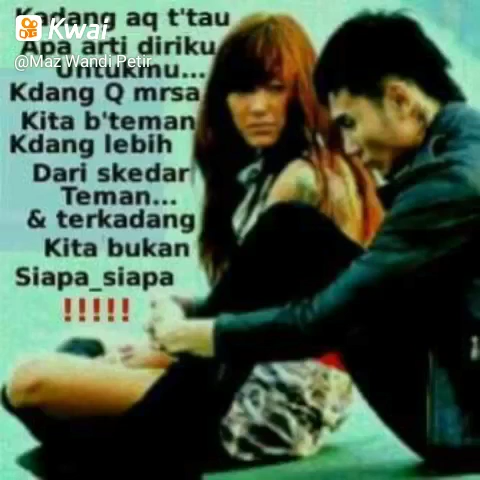 Kadang aq t'tau
Kwai
Apa arti diriku
@Maz Wandi Petir
Untukmu...
Kdang Q mrsa
Kita b'teman
Kdang lebih
Dari skedar
Teman...
& terkadang
Kita bukan
Siapa_siapa
!!!!!